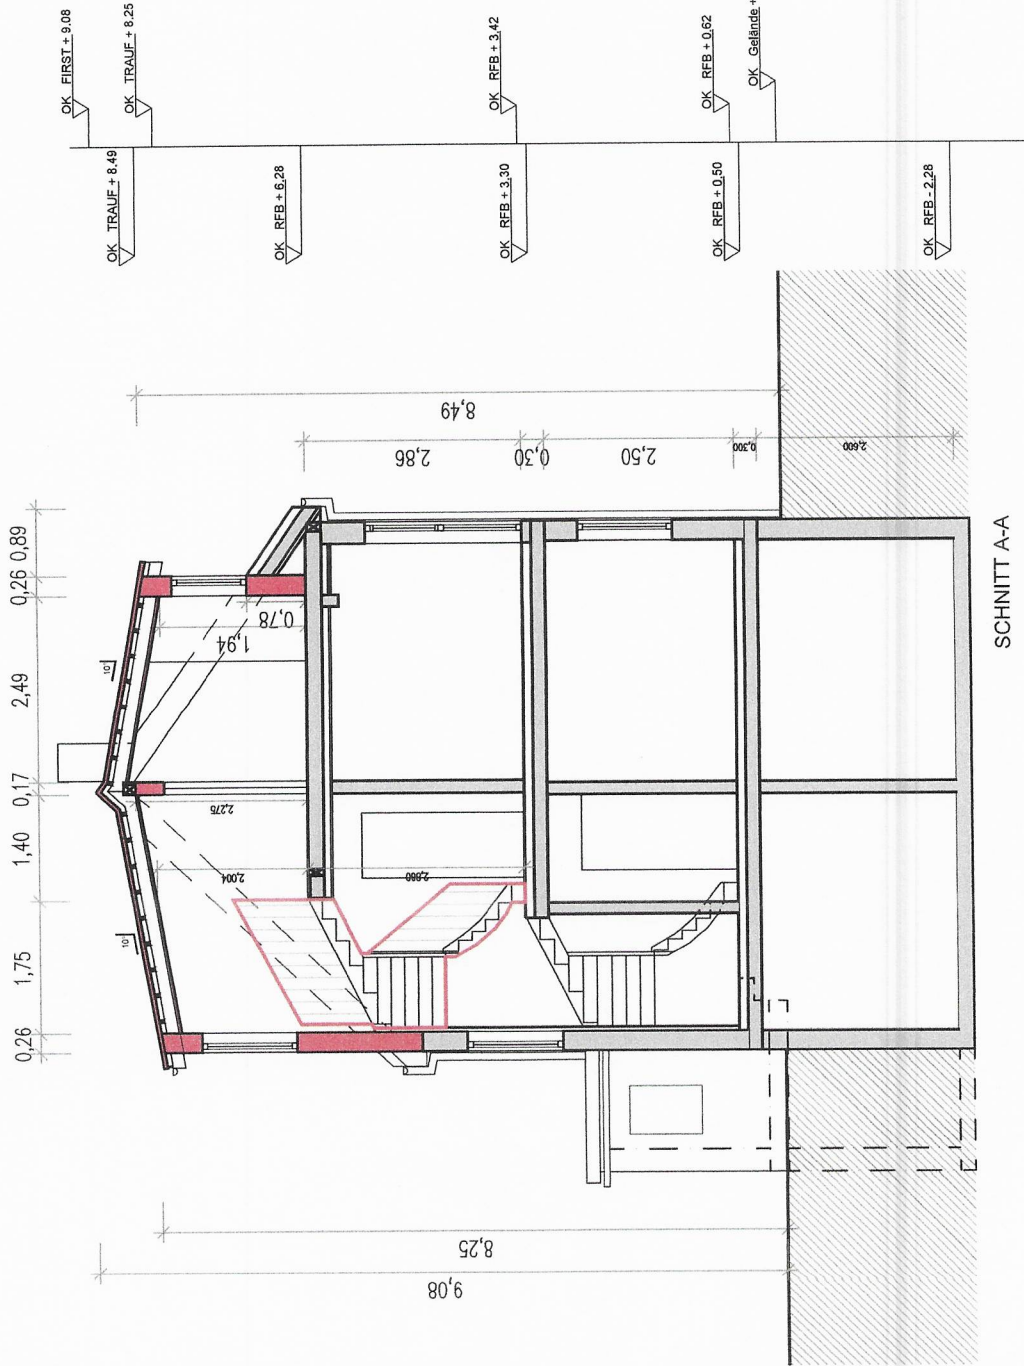 OK FIRST + 9.08
OK TRAUF + 8.25
OK RFB + 3,42
OK RFB + 0,62
OK Gelände +
OK TRAUF + 8.49
OK RFB + 6,28
OK RFB + 3,30
OK RFB + 0,50
OK RFB - 2,28
8,49
2,86
0,30
2,50
0,300
2,600
0,26
1,75
1,40
0,17
2,49
0,26
0,89
10°
10°
0,78
1,94
2,275
2,004
2,880
8,25
9,08
SCHNITT A-A